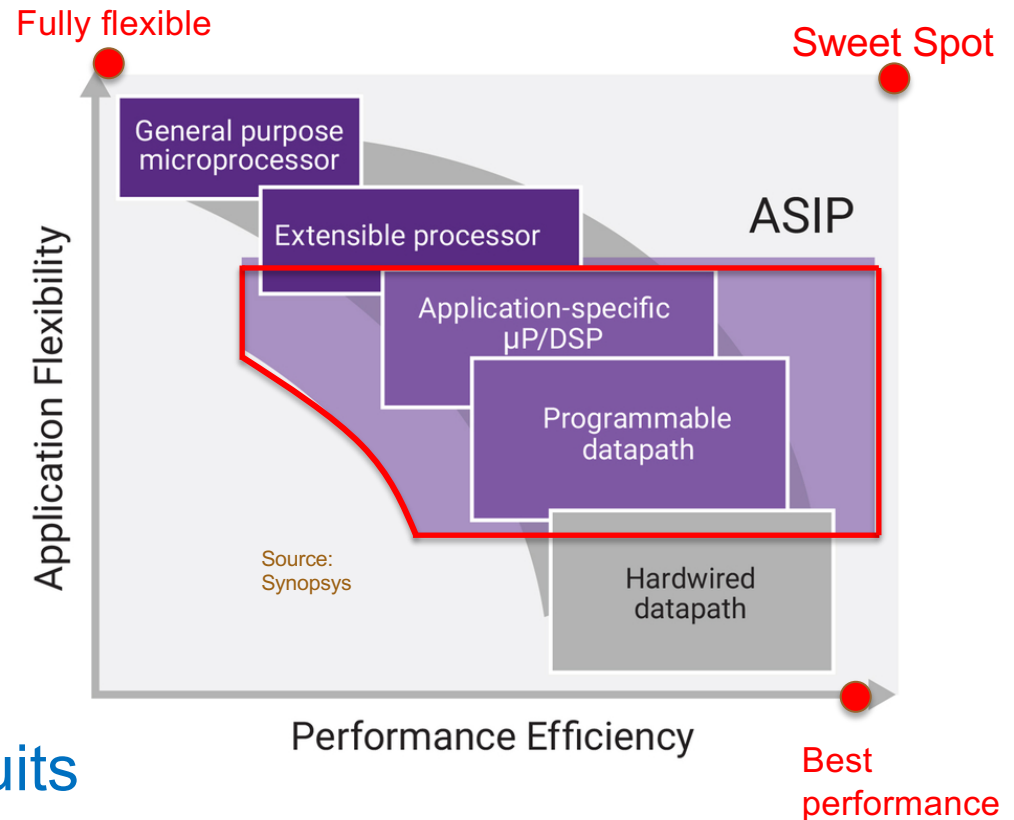 Fully flexible
Sweet Spot
General purpose
microprocessor
ASIP
Extensible processor
Application-specific
µP/DSP
Programmable
datapath
Source:
Synopsys
Hardwired
datapath
Application Flexibility
Performance Efficiency
uits
Best
performance